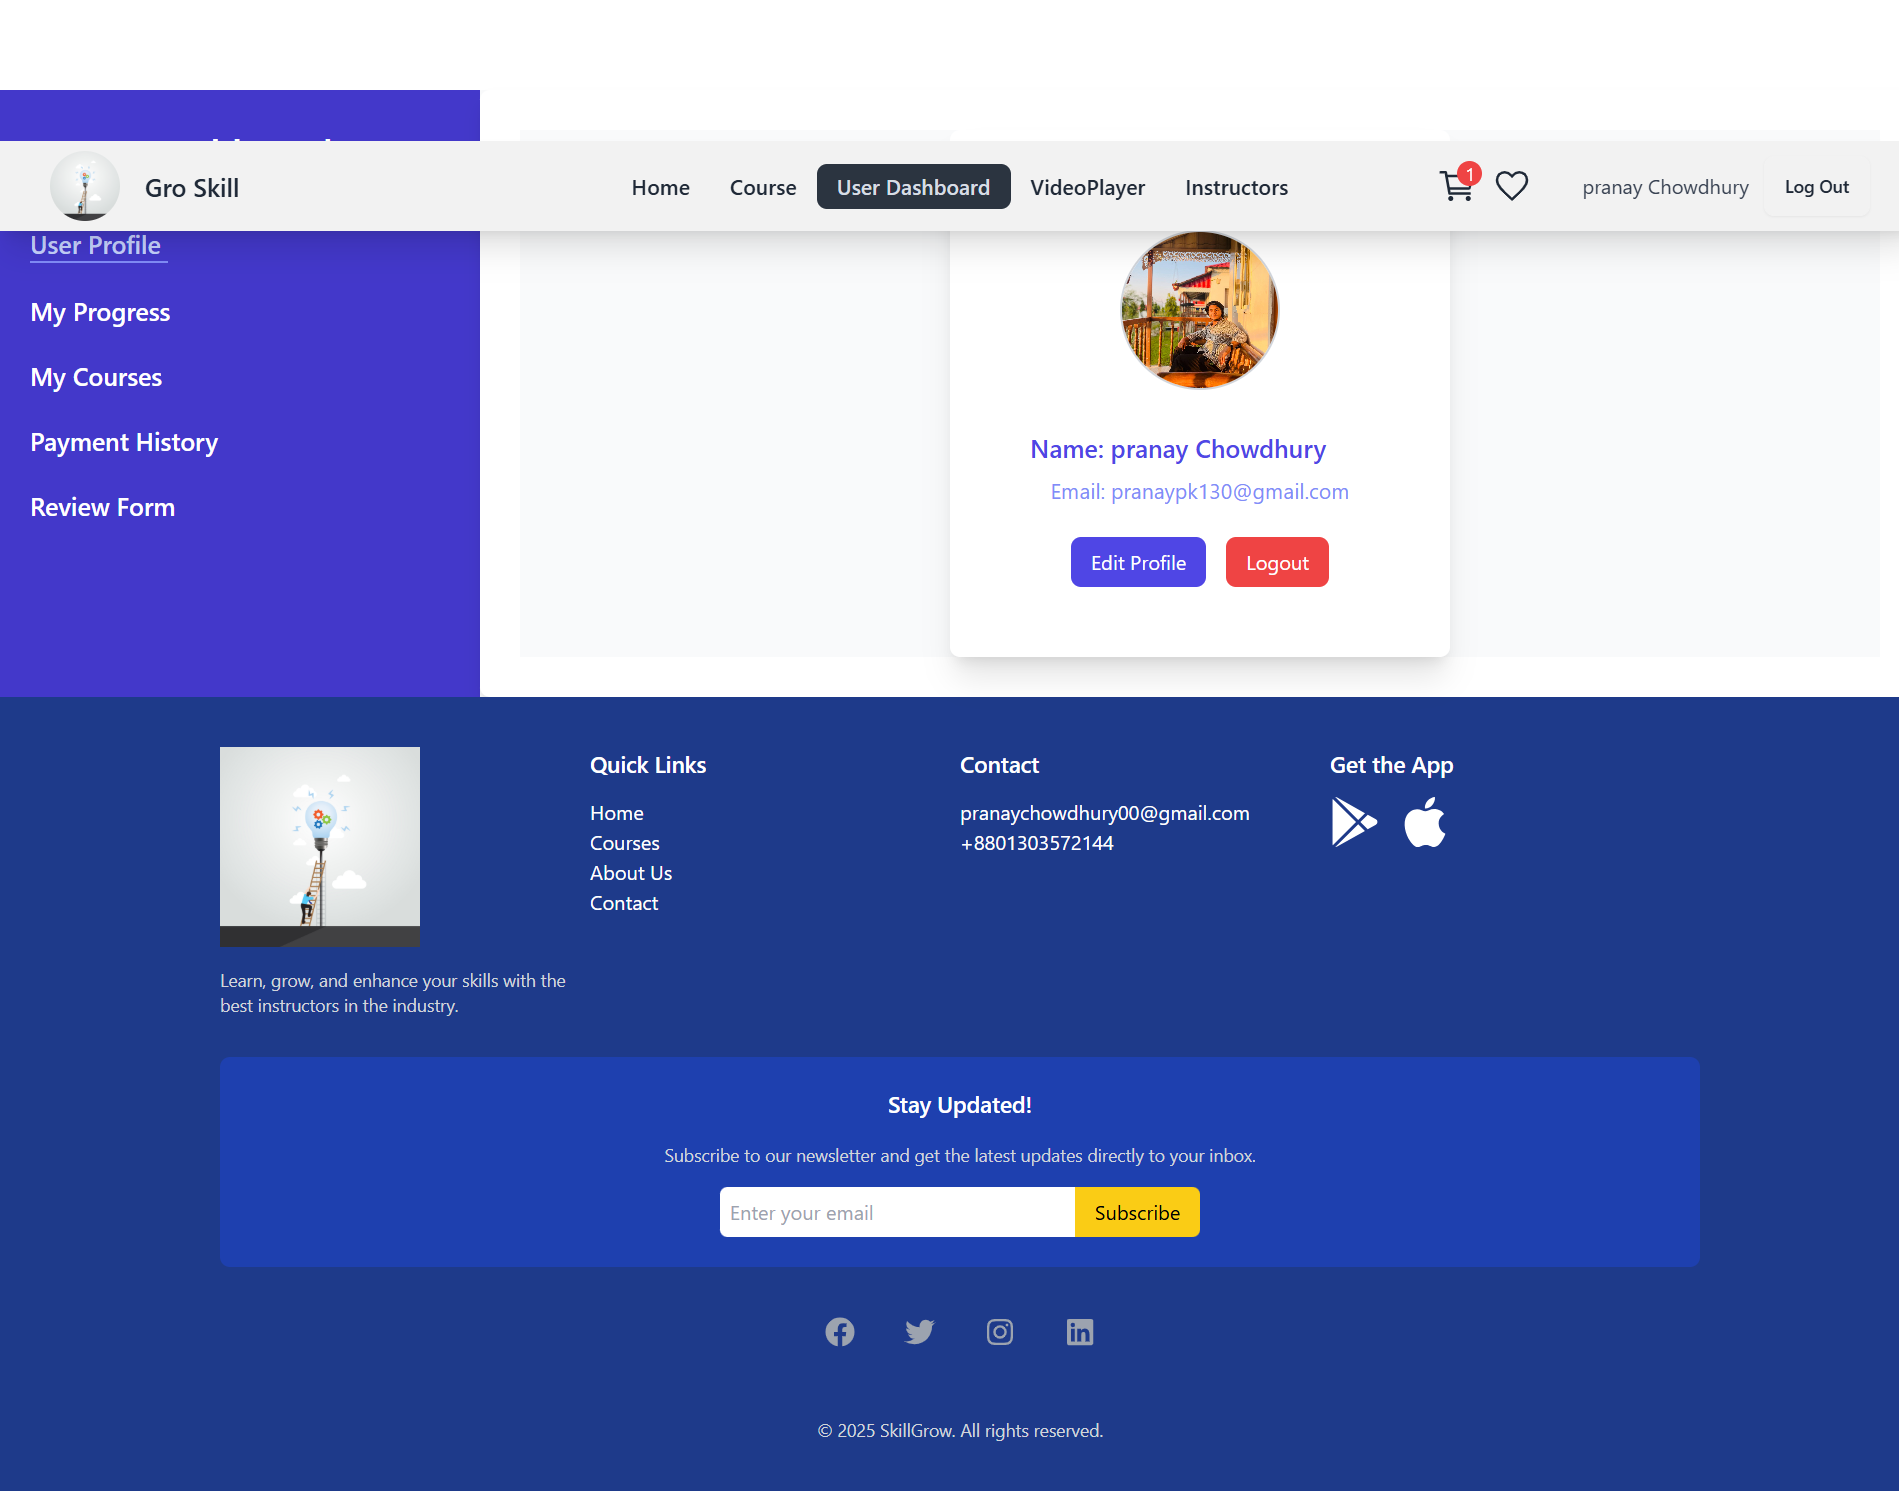 Gro Skill
Home
Course
User Dashboard
VideoPlayer
Instructors
1
pranay Chowdhury
Log Out
User Profile
My Progress
My Courses
Payment History
Review Form
Name: pranay Chowdhury
Email: pranaypk130@gmail.com
Edit Profile
Logout
Learn, grow, and enhance your skills with the
best instructors in the industry.
Quick Links
Home
Courses
About Us
Contact
Contact
pranaychowdhury00@gmail.com
+8801303572144
Get the App
Stay Updated!
Subscribe to our newsletter and get the latest updates directly to your inbox.
Enter your email
Subscribe
© 2025 SkillGrow. All rights reserved.